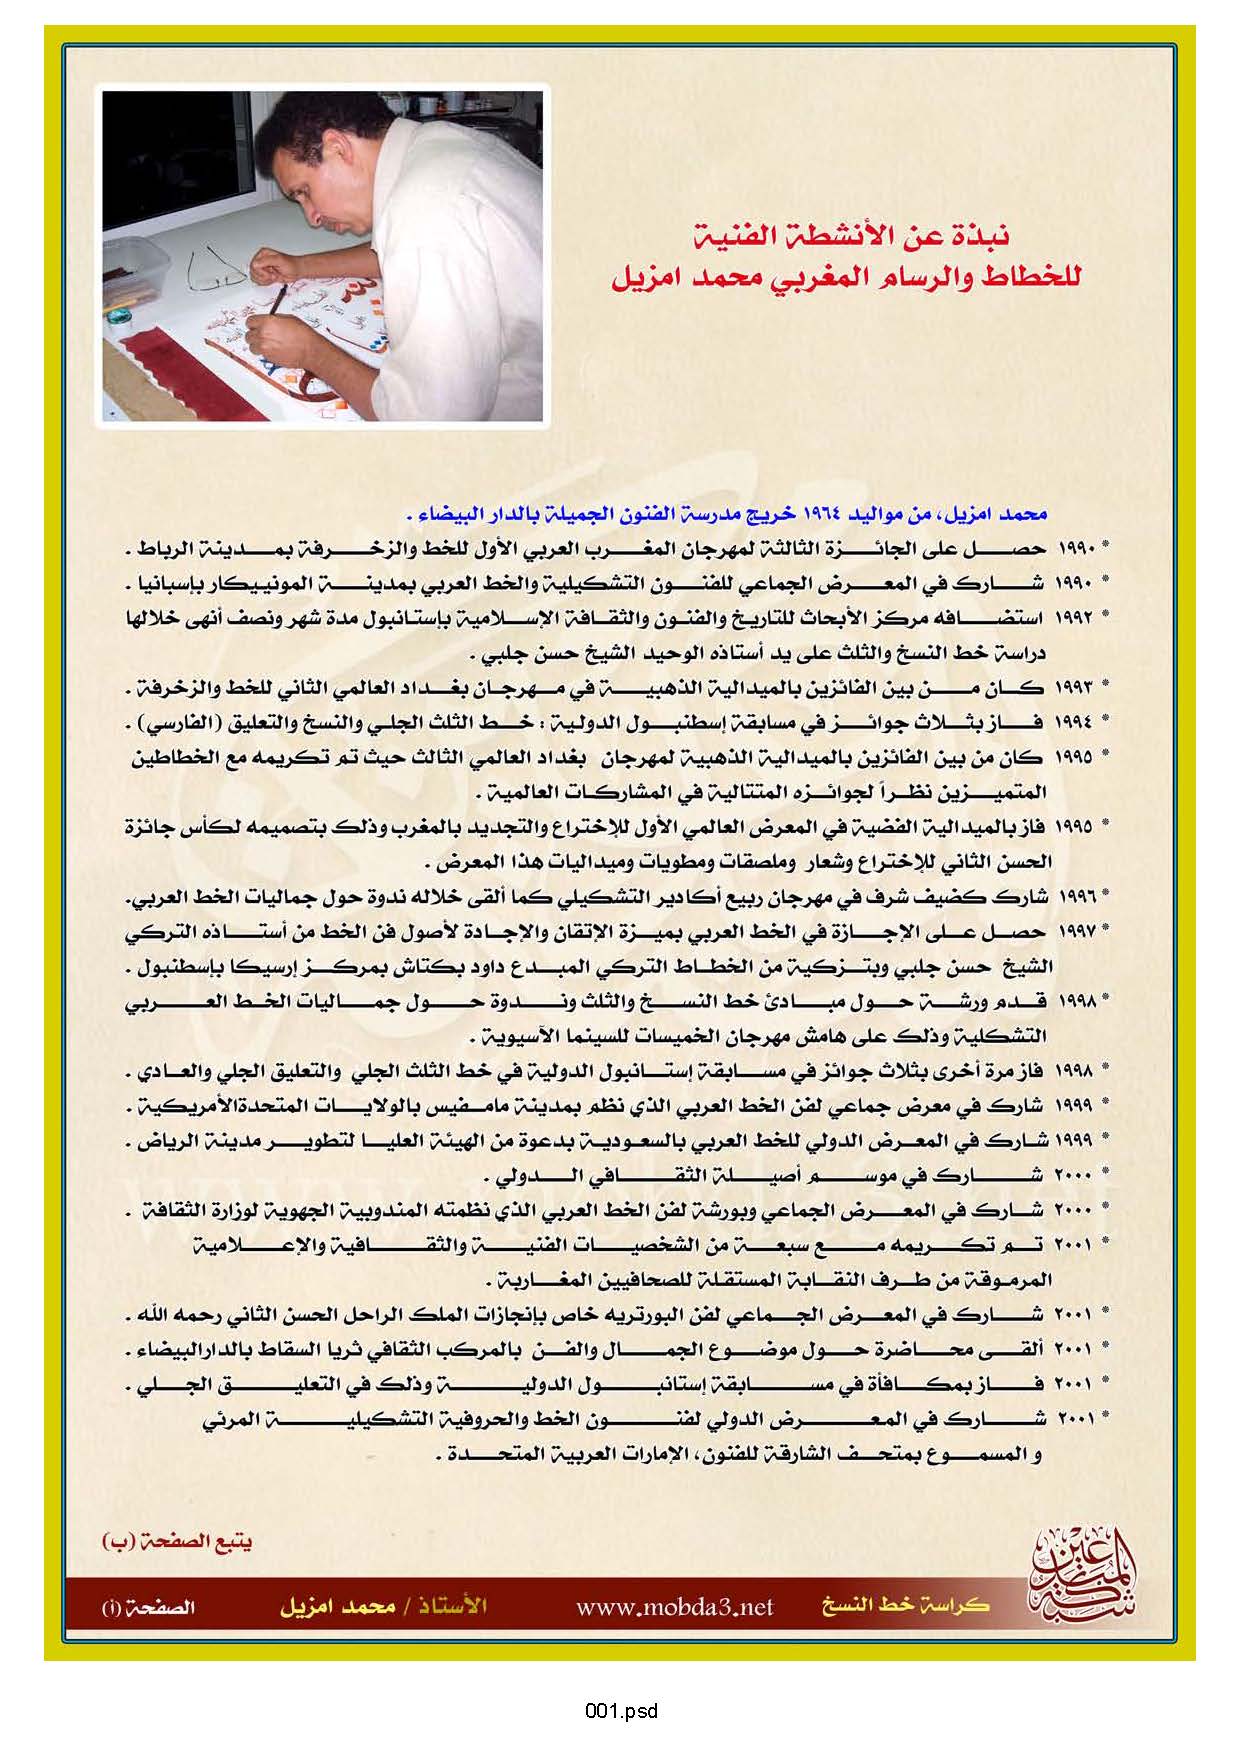 نبذة عن الأنشطة الفنية
للخطاط والرسام المغربي محمد امزيل
محمد امزيل، من مواليد ١٩٦٤ خريج مدرسة الفنون الجميلة بالدار البيضاء .
* ١٩٩٠ حصل على الجائزة الثالثة لمهرجان المغرب العربي الأول للخط والزخرفة بمدينة الرباط .
* ١٩٩٠ شارك في المعرض الجماعي للفنون التشكيلية والخط العربي بمدينة المونييكار بإسبانيا .
* ١٩٩٢ استضافه مركز الأبحاث للتاريخ والفنون والثقافة الإسلامية بإستانبول مدة شهر ونصف أنهى خلالها
دراسة خط النسخ والثلث على يد أستاذه الوحيد الشيخ حسن جلبي .
* ١٩٩٣ كان من بين الفائزين بالميدالية الذهبية في مهرجان بغداد العالمي الثاني للخط والزخرفة .
* ١٩٩٤ فاز بثلاث جوائز في مسابقة إسطنبول الدولية : خط الثلث الجلي والنسخ والتعليق (الفارسي) .
* ١٩٩٥ كان من بين الفائزين بالميدالية الذهبية لمهرجان بغداد العالمي الثالث حيث تم تكريمه مع الخطاطين
المتميزين نظراً لجوائزه المتتالية في المشاركات العالمية .
* ١٩٩٥ فاز بالميدالية الفضية في المعرض العالمي الأول للإختراع والتجديد بالمغرب وذلك بتصميمه لكأس جائزة
الحسن الثاني للإختراع وشعار وملصقات ومطويات وميداليات هذا المعرض .
* ١٩٩٦ شارك كضيف شرف في مهرجان ربيع أكادير التشكيلي كما ألقى خلاله ندوة حول جماليات الخط العربي.
* ١٩٩٧ حصل على الإجازة في الخط العربي بميزة الإتقان والإجادة لأصول فن الخط من أستاذه التركي
الشيخ حسن جلبي وبتزكية من الخطاط التركي المبدع داود بكتاش بمركز إرسيكا بإسطنبول .
* ١٩٩٨ قدم ورشة حول مبادئ خط النسخ والثلث وندوة حول جماليات الخط العربي
التشكلية وذلك على هامش مهرجان الخميسات للسينما الآسيوية .
* ١٩٩٨ فاز مرة أخرى بثلاث جوائز في مسابقة إستانبول الدولية في خط الثلث الجلي والتعليق الجلي والعادي .
* ١٩٩٩ شارك في معرض جماعي لفن الخط العربي الذي نظم بمدينة مامفيس بالولايات المتحدةالأمريكية .
* ١٩٩٩ شارك في المعرض الدولي للخط العربي بالسعودية بدعوة من الهيئة العليا لتطوير مدينة الرياض .
* ٢٠٠٠ شارك في موسم أصيلة الثقافي الدولي .
* ٢٠٠٠ شارك في المعرض الجماعي وبورشة لفن الخط العربي الذي نظمته المندوبية الجهوية لوزارة الثقافة .
* ٢٠٠١ تم تكريمه مع سبعة من الشخصيات الفنية والثقافية والإعلامية
المرموقة من طرف النقابة المستقلة للصحافيين المغاربة .
* ٢٠٠١ شارك في المعرض الجماعي لفن البورتريه خاص بإنجازات الملك الراحل الحسن الثاني رحمه الله .
* ٢٠٠١ ألقى محاضرة حول موضوع الجمال والفن بالمركب الثقافي ثريا السقاط بالدارالبيضاء .
* ٢٠٠١ فاز بمكافأة في مسابقة إستانبول الدولية وذلك في التعليق الجلي .
* ٢٠٠١ شارك في المعرض الدولي لفنون الخط والحروفية التشكيلية المرئي
و المسموع بمتحف الشارقة للفنون، الإمارات العربية المتحدة .
يتبع الصفحة (ب)
شبكة المبدعين
كراسة خط النسخ www.mobda3.net الأستاذ / محمد امزيل الصفحة (أ)
001.psd